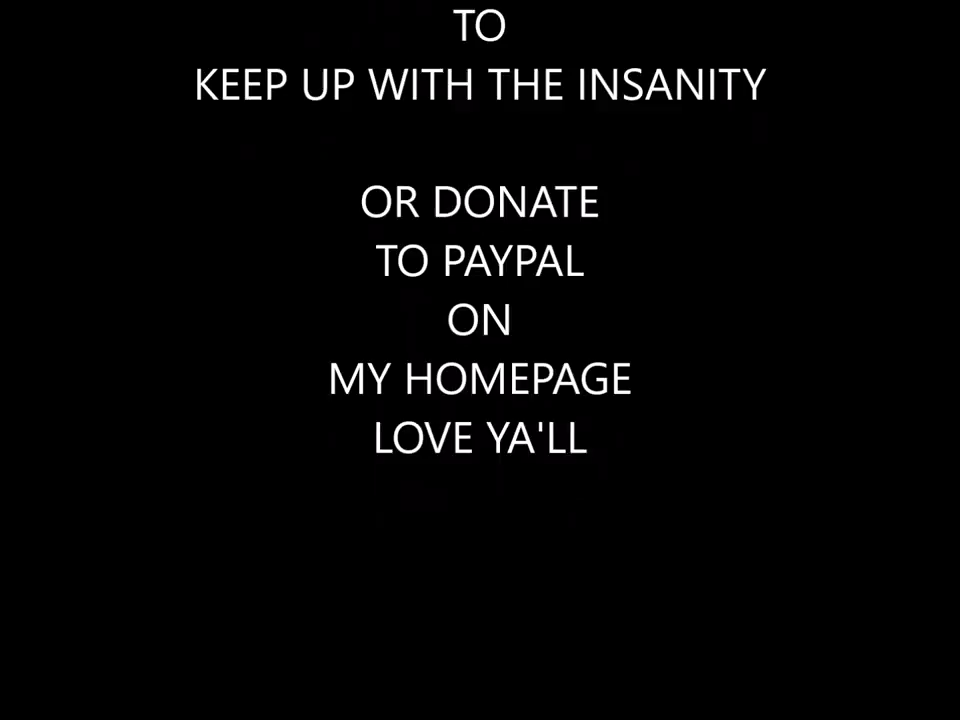 TO
KEEP UP WITH THE INSANITY
OR DONATE
TO PAYPAL
ON
MY HOMEPAGE
LOVE YA'LL